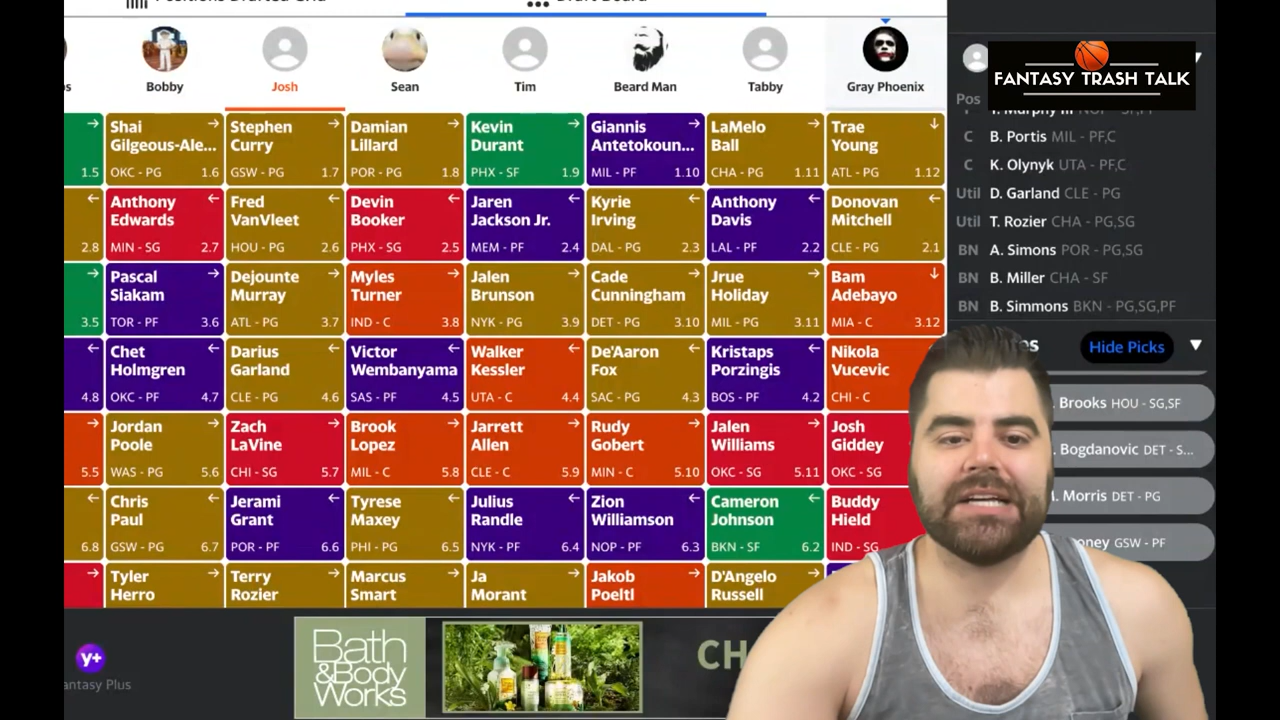 Positions Drafted Grid
Draft Board
Bobby
Josh
Sean
Tim
Beard Man
Tabby
Gray Phoenix
FANTASY TRASH TALK
1.5
Shai
Gilgeous-Ale...
OKC - PG 1.6
Stephen
Curry
GSW - PG 1.7
Damian
Lillard
POR - PG 1.8
Kevin
Durant
PHX - SF 1.9
Giannis
Antetokoun...
MIL - PF 1.10
LaMelo
Ball
CHA - PG 1.11
Trae
Young
ATL - PG 1.12
2.8
Anthony
Edwards
MIN - SG 2.7
Fred
VanVleet
HOU - PG 2.6
Devin
Booker
PHX - SG 2.5
Jaren
Jackson Jr.
MEM - PF 2.4
Kyrie
Irving
DAL - PG 2.3
Anthony
Davis
LAL - PF 2.2
Donovan
Mitchell
CLE - PG 2.1
3.5
Pascal
Siakam
TOR - PF 3.6
Dejounte
Murray
ATL - PG 3.7
Myles
Turner
IND - C 3.8
Jalen
Brunson
NYK - PG 3.9
Cade
Cunningham
DET - PG 3.10
Jrue
Holiday
MIL - PG 3.11
Bam
Adebayo
MIA - C 3.12
4.8
Chet
Holmgren
OKC - PF 4.7
Darius
Garland
CLE - PG 4.6
Victor
Wembanyama
SAS - PF 4.5
Walker
Kessler
UTA - C 4.4
De'Aaron
Fox
SAC - PG 4.3
Kristaps
Porzingis
BOS - PF 4.2
Nikola
Vucevic
CHI - C
5.5
Jordan
Poole
WAS - PG 5.6
Zach
LaVine
CHI - SG 5.7
Brook
Lopez
MIL - C 5.8
Jarrett
Allen
CLE - C 5.9
Rudy
Gobert
MIN - C 5.10
Jalen
Williams
OKC - SG 5.11
Josh
Giddey
OKC - SG
6.8
Chris
Paul
GSW - PG 6.7
Jerami
Grant
POR - PF 6.6
Tyrese
Maxey
PHI - PG 6.5
Julius
Randle
NYK - PF 6.4
Zion
Williamson
NOP - PF 6.3
Cameron
Johnson
BKN - SF 6.2
Buddy
Hield
IND - SG
Tyler
Herro
Terry
Rozier
Marcus
Smart
Ja
Morant
Jakob
Poeltl
D'Angelo
Russell
Pos
T. Murphy III NOP - SF,PF
C B. Portis MIL - PF,C
C K. Olynyk UTA - PF,C
Util D. Garland CLE - PG
Util T. Rozier CHA - PG,SG
BN A. Simons POR - PG,SG
BN B. Miller CHA - SF
BN B. Simmons BKN - PG,SG,PF
Hide Picks
. Brooks HOU - SG,SF
. Bogdanovic DET - S...
M. Morris DET - PG
oney GSW - PF
y+
antasy Plus
Bath
&Body
Works
CH